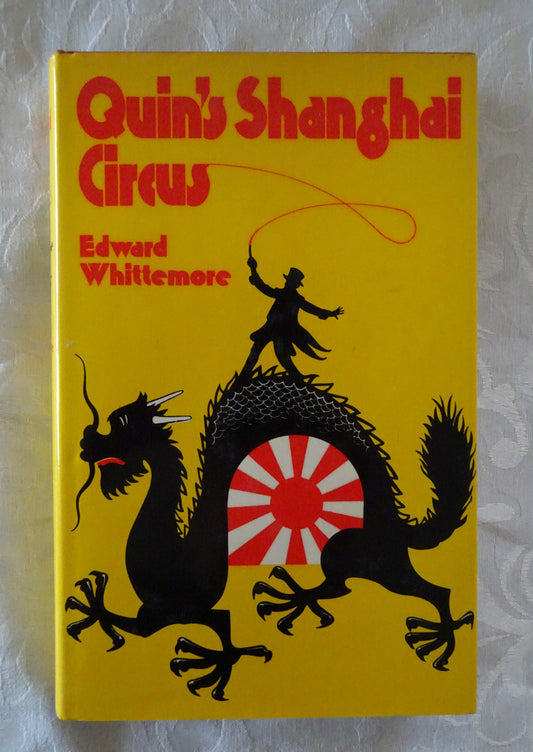 Quin's Shanghai
Circus
Edward
Whittemore